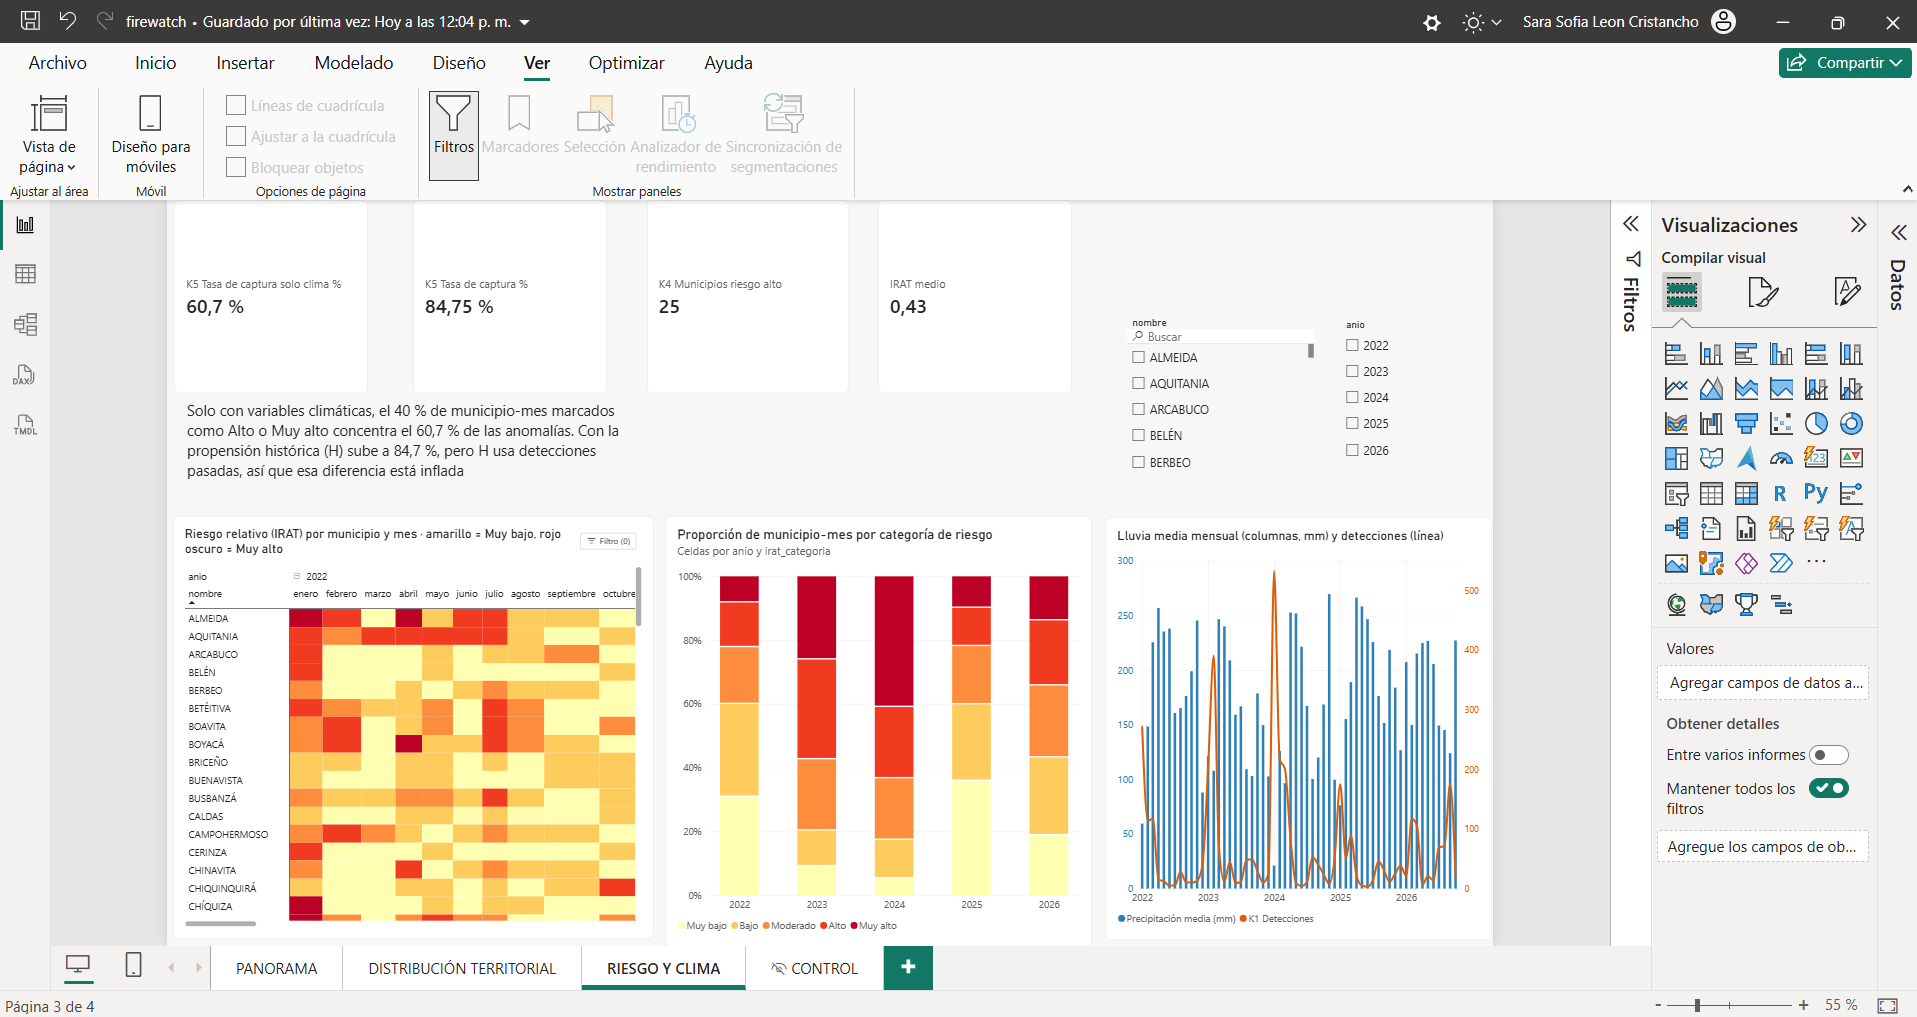 firewatch • Guardado por última vez: Hoy a las 12:04 p. m.
Sara Sofia Leon Cristancho
Archivo
Inicio
Insertar
Modelado
Diseño
Ver
Optimizar
Ayuda
Compartir
Vista de
página
Diseño para
móviles
Líneas de cuadrícula
Ajustar a la cuadrícula
Bloquear objetos
Filtros
Marcadores
Selección
Analizador de
rendimiento
Sincronización de
segmentaciones
Ajustar al área
Móvil
Opciones de página
Mostrar paneles
K5 Tasa de captura solo clima %
60,7 %
K5 Tasa de captura %
84,75 %
K4 Municipios riesgo alto
25
IRAT medio
0,43
nombre
Buscar
ALMEIDA
AQUITANIA
ARCABUCO
BELÉN
BERBEO
anio
2022
2023
2024
2025
2026
Solo con variables climáticas, el 40 % de municipio-mes marcados
como Alto o Muy alto concentra el 60,7 % de las anomalías. Con la
propensión histórica (H) sube a 84,7 %, pero H usa detecciones
pasadas, así que esa diferencia está inflada
Riesgo relativo (IRAT) por municipio y mes · amarillo = Muy bajo, rojo
oscuro = Muy alto
Filtro (0)
anio
2022
nombre
enero febrero marzo abril mayo junio julio agosto septiembre octubre
ALMEIDA
AQUITANIA
ARCABUCO
BELÉN
BERBEO
BETÉITIVA
BOAVITA
BOYACÁ
BRICEÑO
BUENAVISTA
BUSBANZÁ
CALDAS
CAMPOHERMOSO
CERINZA
CHINAVITA
CHIQUINQUIRÁ
CHÍQUIZA
Proporción de municipio-mes por categoría de riesgo
Celdas por anio y irat_categoria
100%
80%
60%
40%
20%
0%
2022 2023 2024 2025 2026
Muy bajo Bajo Moderado Alto Muy alto
Lluvia media mensual (columnas, mm) y detecciones (línea)
300
250
200
150
100
50
0
500
400
300
200
100
0
2022 2023 2024 2025 2026
Precipitación media (mm) K1 Detecciones
Filtros
Visualizaciones
Compilar visual
123
R
Py
Valores
Agregar campos de datos a...
Obtener detalles
Entre varios informes
Mantener todos los
filtros
Agregue los campos de ob...
Datos
DAX
TMDL
PANORAMA
DISTRIBUCIÓN TERRITORIAL
RIESGO Y CLIMA
CONTROL
+
Página 3 de 4
- + 55 %